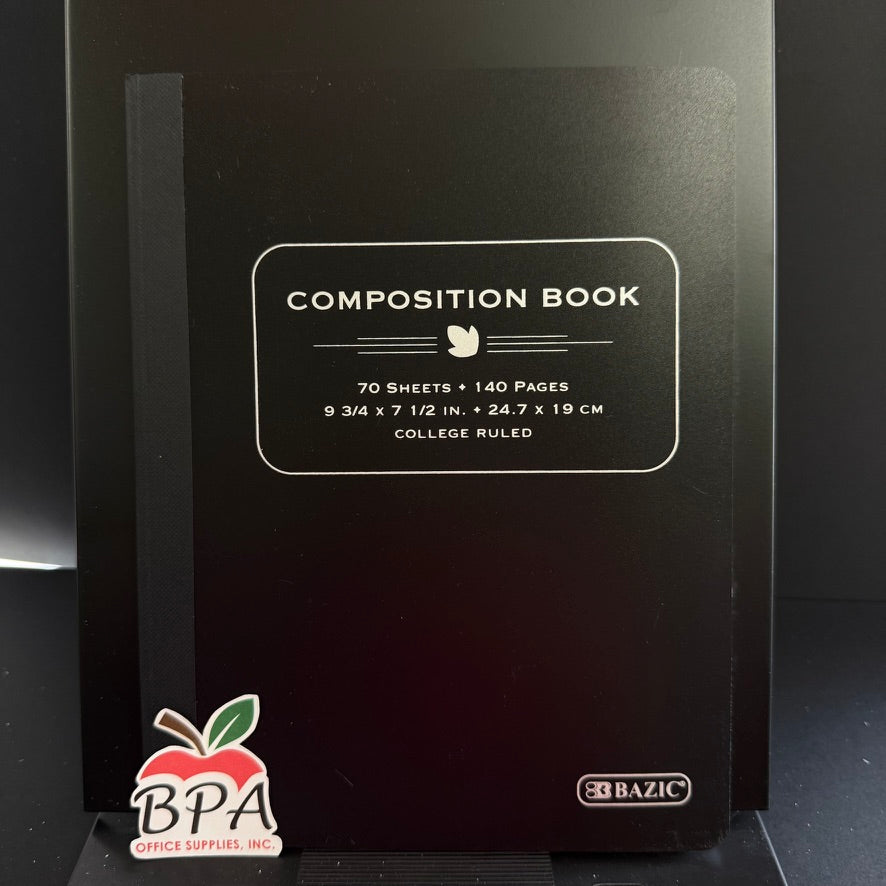 COMPOSITION BOOK
70 SHEETS + 140 PAGES
9 3/4 x 7 1/2 IN. + 24.7 x 19 CM
COLLEGE RULED
BAZIC®
BPA
OFFICE SUPPLIES, INC.